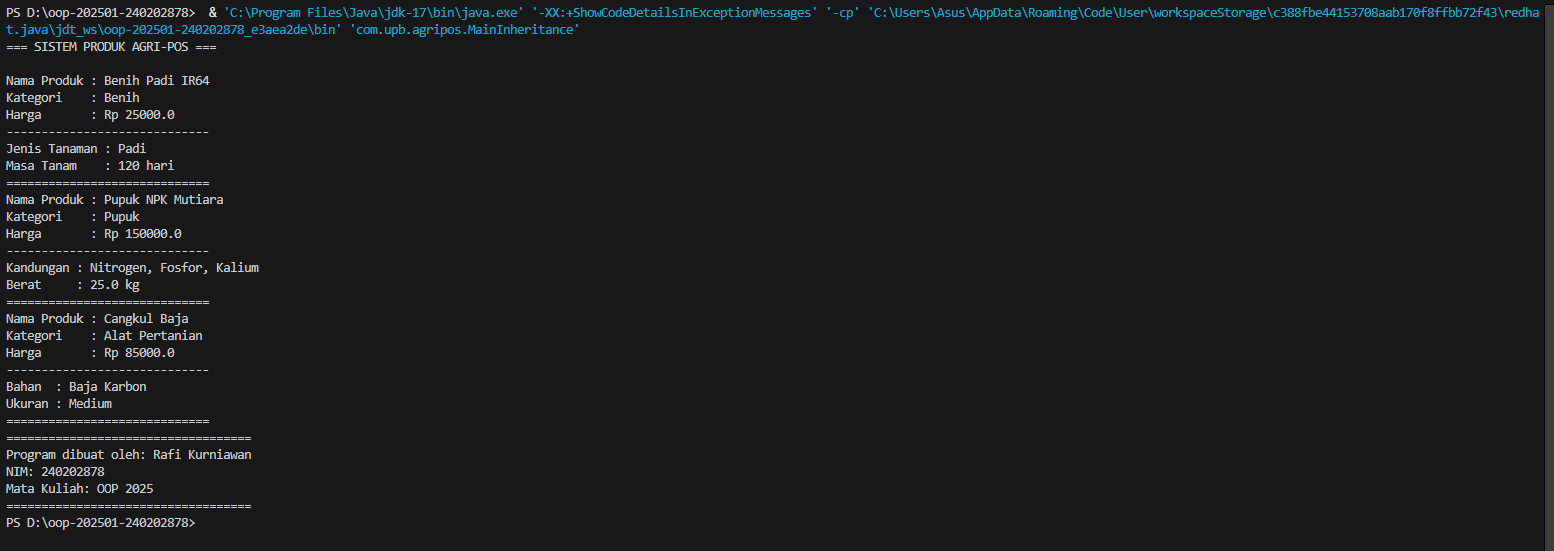 PS D:\oop-202501-240202878>  & 'C:\Program Files\Java\jdk-17\bin\java.exe' '-XX:+ShowCodeDetailsInExceptionMessages' '-cp' 'C:\Users\Asus\AppData\Roaming\Code\User\workspaceStorage\c388fbe44153708aab170f8ffbb72f43\redha
t.java\jdt_ws\oop-202501-240202878_e3aea2de\bin' 'com.upb.agripos.MainInheritance'
=== SISTEM PRODUK AGRI-POS ===
Nama Produk : Benih Padi IR64
Kategori    : Benih
Harga       : Rp 25000.0
-----------------------------
Jenis Tanaman : Padi
Masa Tanam    : 120 hari
=============================
Nama Produk : Pupuk NPK Mutiara
Kategori    : Pupuk
Harga       : Rp 150000.0
-----------------------------
Kandungan : Nitrogen, Fosfor, Kalium
Berat     : 25.0 kg
=============================
Nama Produk : Cangkul Baja
Kategori    : Alat Pertanian
Harga       : Rp 85000.0
-----------------------------
Bahan  : Baja Karbon
Ukuran : Medium
=============================
===================================
Program dibuat oleh: Rafi Kurniawan
NIM: 240202878
Mata Kuliah: OOP 2025
===================================
PS D:\oop-202501-240202878>